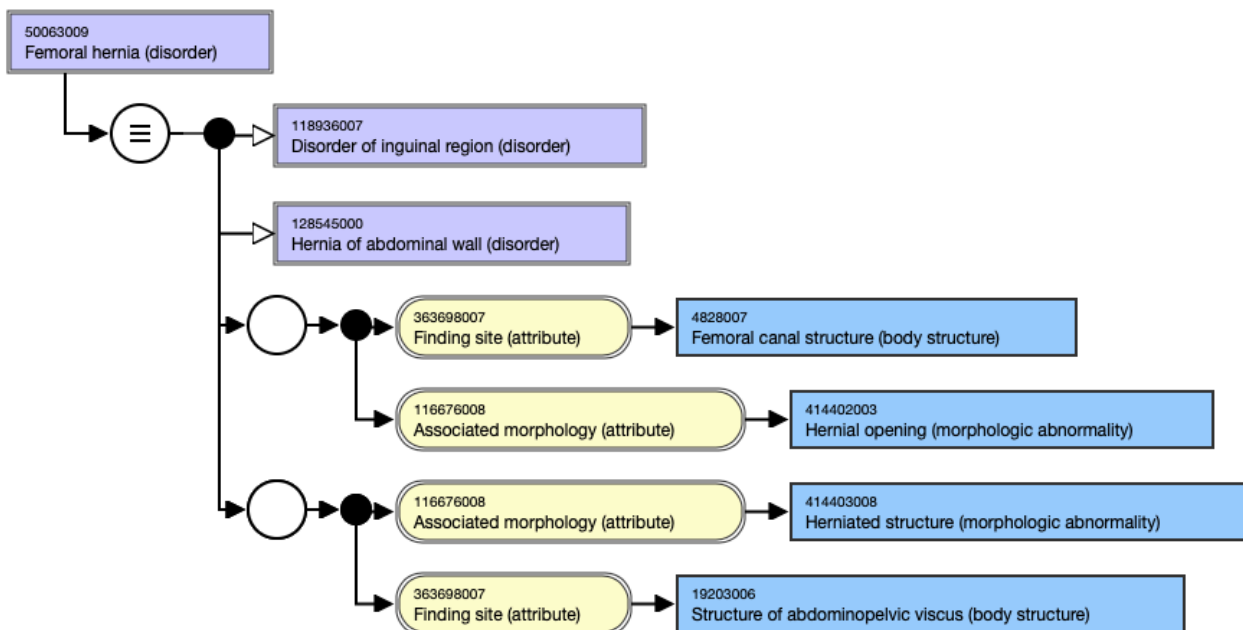 50063009
Femoral hernia (disorder)
118936007
Disorder of inguinal region (disorder)
128545000
Hernia of abdominal wall (disorder)
363698007
Finding site (attribute)
4828007
Femoral canal structure (body structure)
116676008
Associated morphology (attribute)
414402003
Hernial opening (morphologic abnormality)
116676008
Associated morphology (attribute)
414403008
Herniated structure (morphologic abnormality)
363698007
Finding site (attribute)
19203006
Structure of abdominopelvic viscus (body structure)